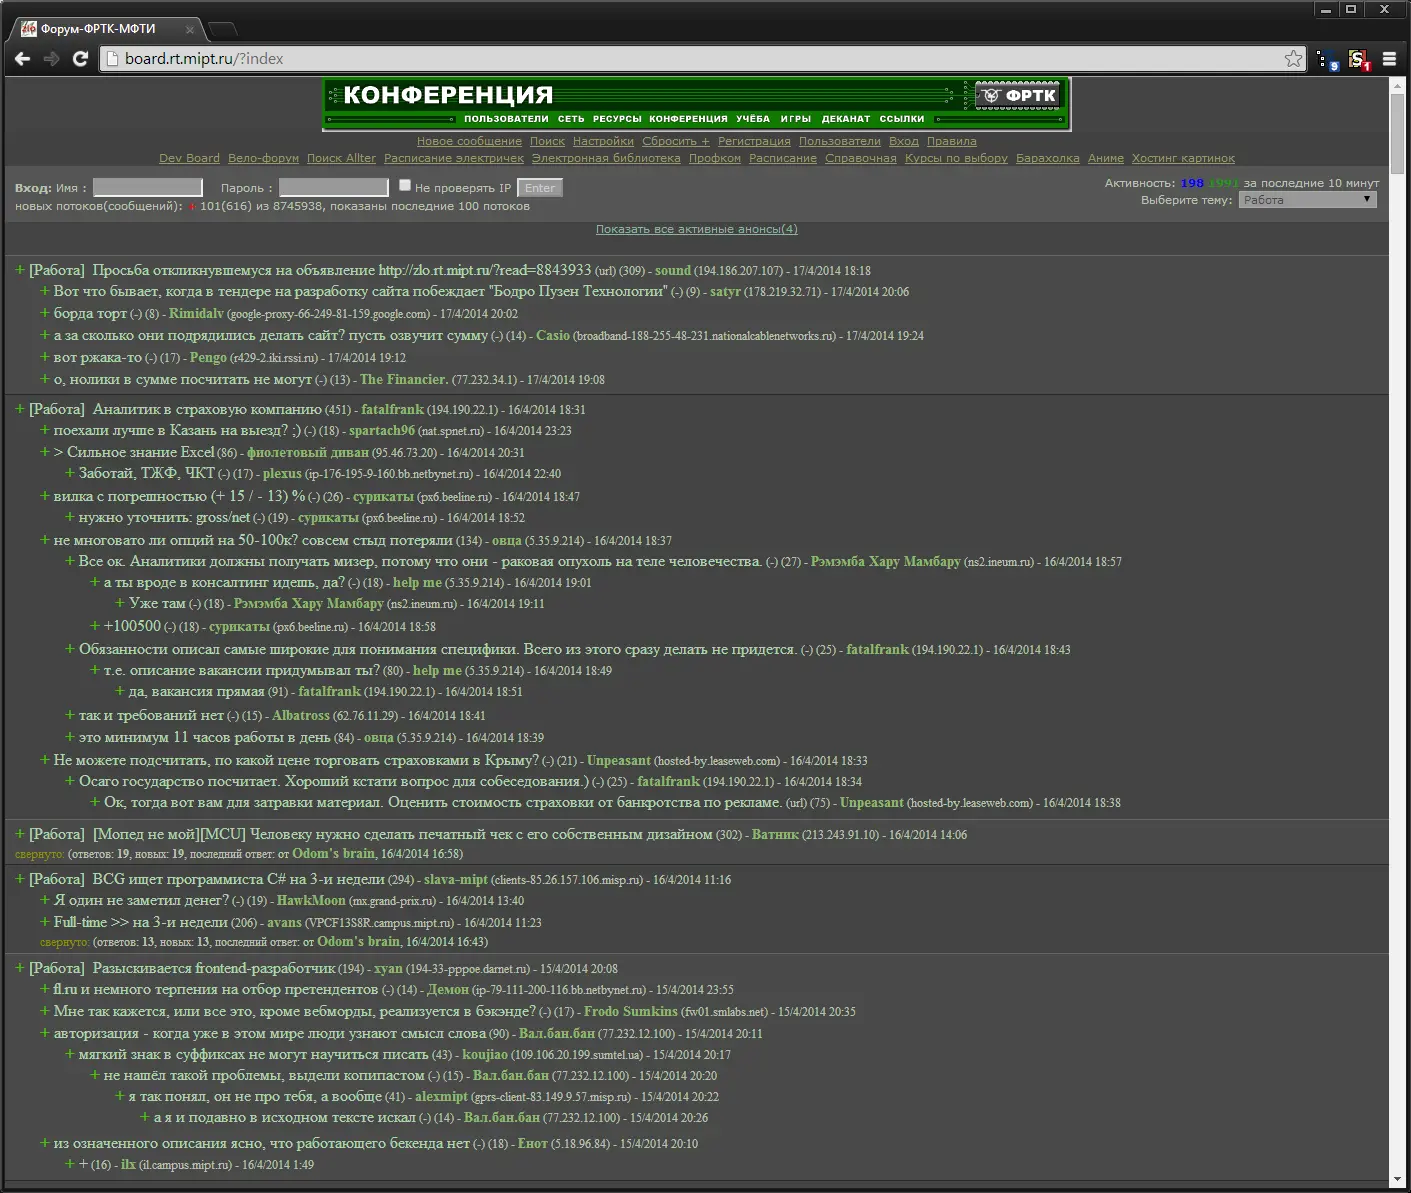 Форум-ФРТК-МФТИ
board.rt.mipt.ru/?index
КОНФЕРЕНЦИЯ ФРТК
ПОЛЬЗОВАТЕЛИ СЕТЬ РЕСУРСЫ КОНФЕРЕНЦИЯ УЧЁБА ИГРЫ ДЕКАНАТ ССЫЛКИ
Новое сообщение Поиск Настройки Сбросить + Регистрация Пользователи Вход Правила
Dev Board Вело-форум Поиск Allter Расписание электричек Электронная библиотека Профком Расписание Справочная Курсы по выбору Барахолка Аниме Хостинг картинок
Вход: Имя : Пароль : Не проверять IP Enter
Активность: 198 1991 за последние 10 минут
новых потоков(сообщений): + 101(616) из 8745938, показаны последние 100 потоков
Выберите тему: Работа
Показать все активные анонсы(4)
+ [Работа] Просьба откликнувшемуся на объявление http://zlo.rt.mipt.ru/?read=8843933 (url) (309) - sound (194.186.207.107) - 17/4/2014 18:18
+ Вот что бывает, когда в тендере на разработку сайта побеждает "Бодро Пузен Технологии" (-) (9) - satyr (178.219.32.71) - 17/4/2014 20:06
+ борда торт (-) (8) - Rimidalv (google-proxy-66-249-81-159.google.com) - 17/4/2014 20:02
+ а за сколько они подрядились делать сайт? пусть озвучит сумму (-) (14) - Casio (broadband-188-255-48-231.nationalcablenetworks.ru) - 17/4/2014 19:24
+ вот ржака-то (-) (17) - Pengo (r429-2.iki.rssi.ru) - 17/4/2014 19:12
+ о, нолики в сумме посчитать не могут (-) (13) - The Financier. (77.232.34.1) - 17/4/2014 19:08
+ [Работа] Аналитик в страховую компанию (451) - fatalfrank (194.190.22.1) - 16/4/2014 18:31
+ поехали лучше в Казань на выезд? ;) (-) (18) - spartach96 (nat.spnet.ru) - 16/4/2014 23:23
+ > Сильное знание Excel (86) - фиолетовый диван (95.46.73.20) - 16/4/2014 20:31
+ Заботай, ТЖФ, ЧКТ (-) (17) - plexus (ip-176-195-9-160.bb.netbynet.ru) - 16/4/2014 22:40
+ вилка с погрешностью (+ 15 / - 13) % (-) (26) - сурикаты (px6.beeline.ru) - 16/4/2014 18:47
+ нужно уточнить: gross/net (-) (19) - сурикаты (px6.beeline.ru) - 16/4/2014 18:52
+ не многовато ли опций на 50-100к? совсем стыд потеряли (134) - овца (5.35.9.214) - 16/4/2014 18:37
+ Все ок. Аналитики должны получать мизер, потому что они - раковая опухоль на теле человечества. (-) (27) - Рэмэмба Хару Мамбару (ns2.ineum.ru) - 16/4/2014 18:57
+ а ты вроде в консалтинг идешь, да? (-) (18) - help me (5.35.9.214) - 16/4/2014 19:01
+ Уже там (-) (18) - Рэмэмба Хару Мамбару (ns2.ineum.ru) - 16/4/2014 19:11
+ +100500 (-) (18) - сурикаты (px6.beeline.ru) - 16/4/2014 18:58
+ Обязанности описал самые широкие для понимания специфики. Всего из этого сразу делать не придется. (-) (25) - fatalfrank (194.190.22.1) - 16/4/2014 18:43
+ т.е. описание вакансии придумывал ты? (80) - help me (5.35.9.214) - 16/4/2014 18:49
+ да, вакансия прямая (91) - fatalfrank (194.190.22.1) - 16/4/2014 18:51
+ так и требований нет (-) (15) - Albatross (62.76.11.29) - 16/4/2014 18:41
+ это минимум 11 часов работы в день (84) - овца (5.35.9.214) - 16/4/2014 18:39
+ Не можете подсчитать, по какой цене торговать страховками в Крыму? (-) (21) - Unpeasant (hosted-by.leaseweb.com) - 16/4/2014 18:33
+ Осаго государство посчитает. Хороший кстати вопрос для собеседования.) (-) (25) - fatalfrank (194.190.22.1) - 16/4/2014 18:34
+ Ок, тогда вот вам для затравки материал. Оценить стоимость страховки от банкротства по рекламе. (url) (75) - Unpeasant (hosted-by.leaseweb.com) - 16/4/2014 18:38
+ [Работа] [Мопед не мой][MCU] Человеку нужно сделать печатный чек с его собственным дизайном (302) - Ватник (213.243.91.10) - 16/4/2014 14:06
свернуто: (ответов: 19, новых: 19, последний ответ: от Odom's brain, 16/4/2014 16:58)
+ [Работа] BCG ищет программиста C# на 3-и недели (294) - slava-mipt (clients-85.26.157.106.misp.ru) - 16/4/2014 11:16
+ Я один не заметил денег? (-) (19) - HawkMoon (mx.grand-prix.ru) - 16/4/2014 13:40
+ Full-time >> на 3-и недели (206) - avans (VPCF13S8R.campus.mipt.ru) - 16/4/2014 11:23
свернуто: (ответов: 13, новых: 13, последний ответ: от Odom's brain, 16/4/2014 16:43)
+ [Работа] Разыскивается frontend-разработчик (194) - xyan (194-33-pppoe.darnet.ru) - 15/4/2014 20:08
+ fl.ru и немного терпения на отбор претендентов (-) (14) - Демон (ip-79-111-200-116.bb.netbynet.ru) - 15/4/2014 23:55
+ Мне так кажется, или все это, кроме вебморды, реализуется в бэкэнде? (-) (17) - Frodo Sumkins (fw01.smlabs.net) - 15/4/2014 20:35
+ авторизация - когда уже в этом мире люди узнают смысл слова (90) - Вал.бан.бан (77.232.12.100) - 15/4/2014 20:11
+ мягкий знак в суффиксах не могут научиться писать (43) - koujiao (109.106.20.199.sumtel.ua) - 15/4/2014 20:17
+ не нашёл такой проблемы, выдели копипастом (-) (15) - Вал.бан.бан (77.232.12.100) - 15/4/2014 20:20
+ я так понял, он не про тебя, а вообще (41) - alexmipt (gprs-client-83.149.9.57.misp.ru) - 15/4/2014 20:22
+ а я и подавно в исходном тексте искал (-) (14) - Вал.бан.бан (77.232.12.100) - 15/4/2014 20:26
+ из означенного описания ясно, что работающего бекенда нет (-) (18) - Енот (5.18.96.84) - 15/4/2014 20:10
+ + (16) - ilx (il.campus.mipt.ru) - 16/4/2014 1:49